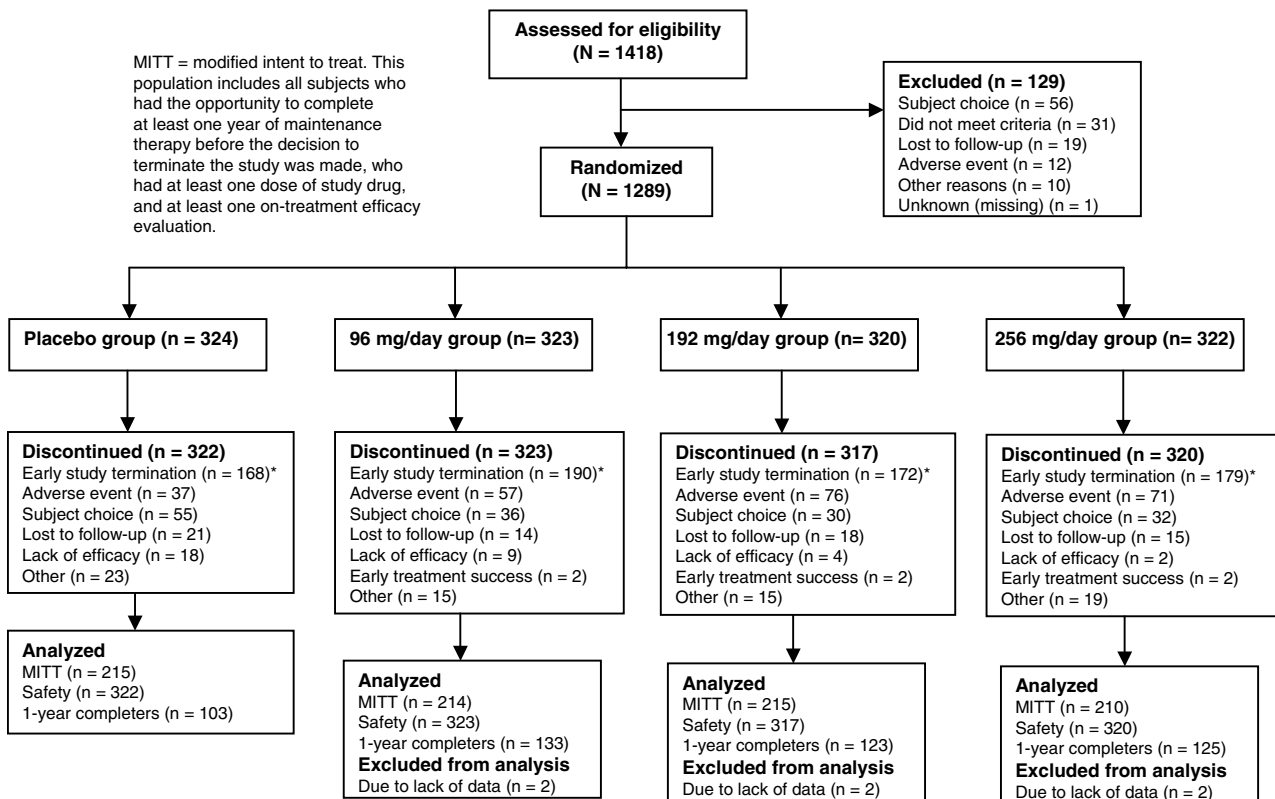 Assessed for eligibility
(N = 1418)
MITT = modified intent to treat. This
population includes all subjects who
had the opportunity to complete
at least one year of maintenance
therapy before the decision to
terminate the study was made, who
had at least one dose of study drug,
and at least one on-treatment efficacy
evaluation.
Excluded (n = 129)
Subject choice (n = 56)
Did not meet criteria (n = 31)
Lost to follow-up (n = 19)
Adverse event (n = 12)
Other reasons (n = 10)
Unknown (missing) (n = 1)
Randomized
(N = 1289)
Placebo group (n = 324)
96 mg/day group (n= 323)
192 mg/day group (n= 320)
256 mg/day group (n= 322)
Discontinued (n = 322)
Early study termination (n = 168)*
Adverse event (n = 37)
Subject choice (n = 55)
Lost to follow-up (n = 21)
Lack of efficacy (n = 18)
Other (n = 23)
Discontinued (n = 323)
Early study termination (n = 190)*
Adverse event (n = 57)
Subject choice (n = 36)
Lost to follow-up (n = 14)
Lack of efficacy (n = 9)
Early treatment success (n = 2)
Other (n = 15)
Discontinued (n = 317)
Early study termination (n = 172)*
Adverse event (n = 76)
Subject choice (n = 30)
Lost to follow-up (n = 18)
Lack of efficacy (n = 4)
Early treatment success (n = 2)
Other (n = 15)
Discontinued (n = 320)
Early study termination (n = 179)*
Adverse event (n = 71)
Subject choice (n = 32)
Lost to follow-up (n = 15)
Lack of efficacy (n = 2)
Early treatment success (n = 2)
Other (n = 19)
Analyzed
MITT (n = 215)
Safety (n = 322)
1-year completers (n = 103)
Analyzed
MITT (n = 214)
Safety (n = 323)
1-year completers (n = 133)
Excluded from analysis
Due to lack of data (n = 2)
Analyzed
MITT (n = 215)
Safety (n = 317)
1-year completers (n = 123)
Excluded from analysis
Due to lack of data (n = 2)
Analyzed
MITT (n = 210)
Safety (n = 320)
1-year completers (n = 125)
Excluded from analysis
Due to lack of data (n = 2)